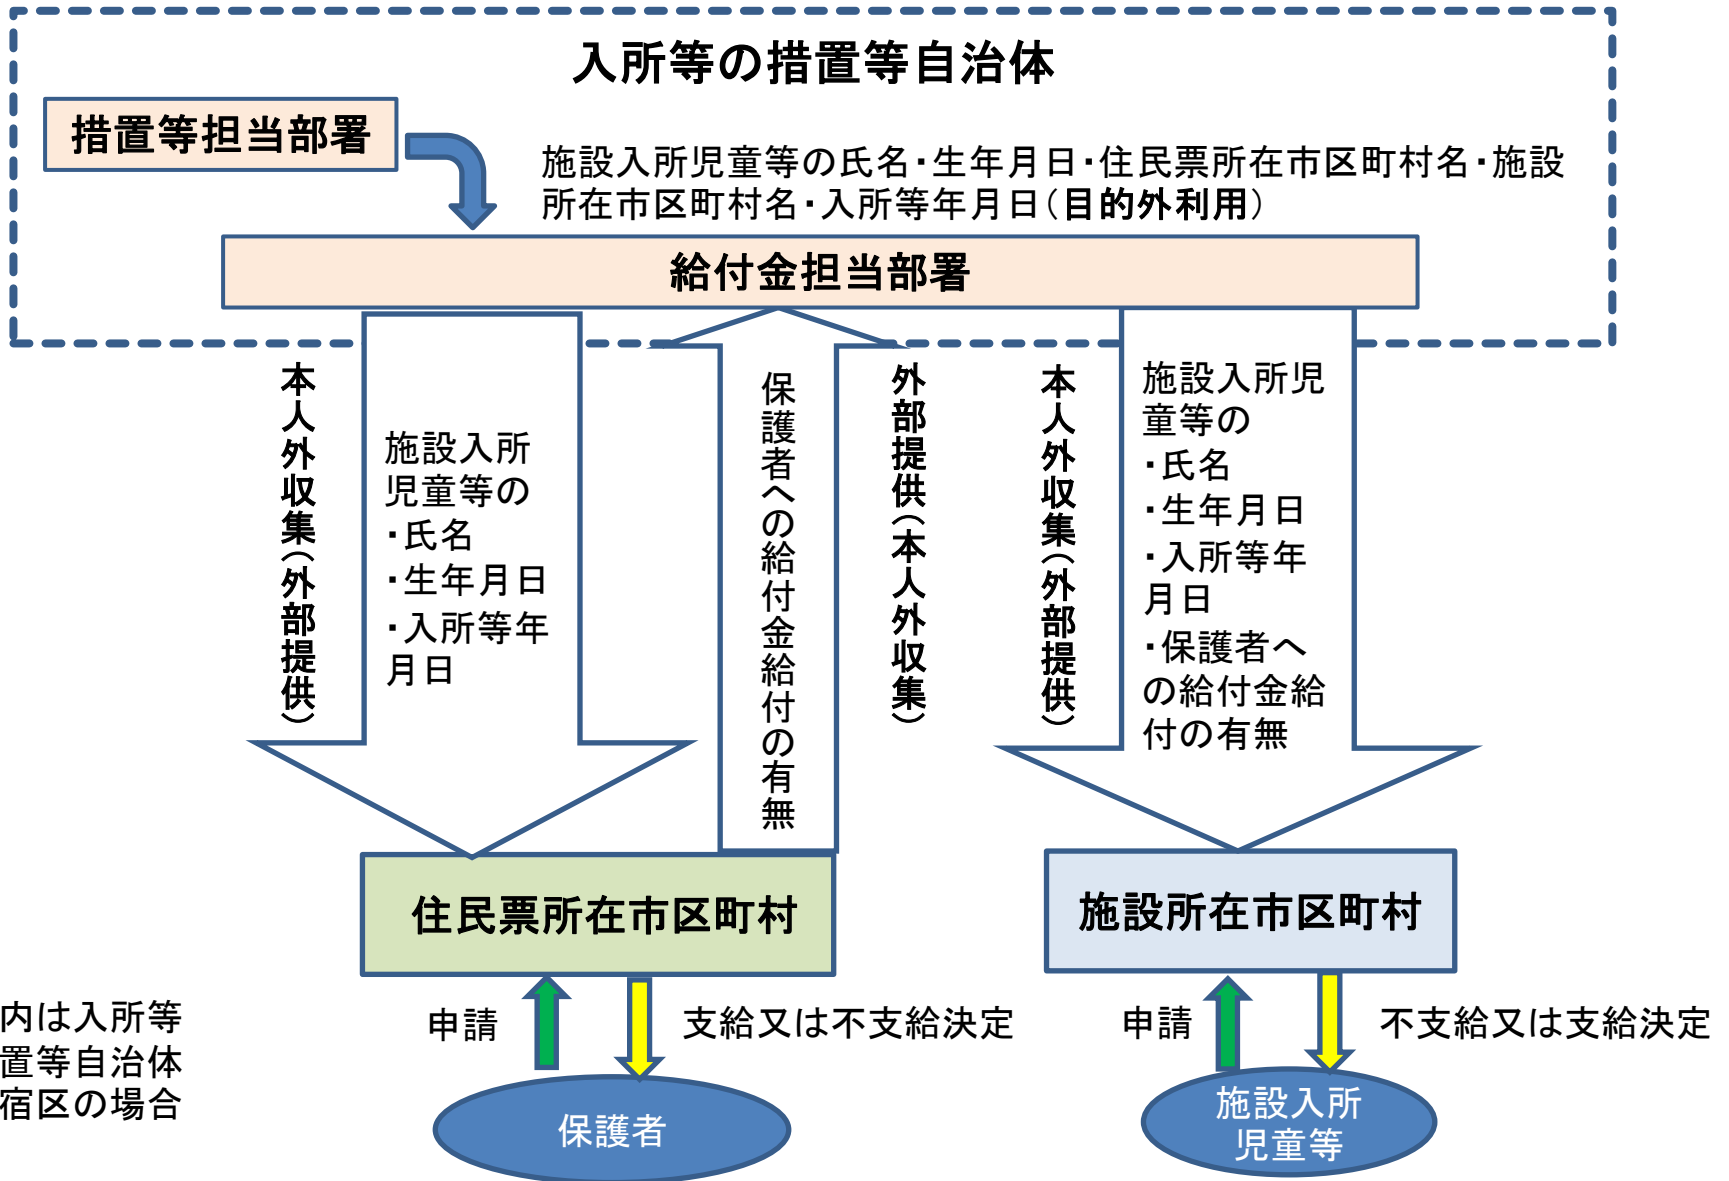 入所等の措置等自治体
措置等担当部署
施設入所児童等の氏名・生年月日・住民票所在市区町村名・施設
所在市区町村名・入所等年月日（目的外利用）
給付金担当部署
本人外収集（外部提供）
施設入所
児童等の
・氏名
・生年月日
・入所等年
月日
保護者への給付金給付の有無
外部提供（本人外収集）
本人外収集（外部提供）
施設入所児
童等の
・氏名
・生年月日
・入所等年
月日
・保護者へ
の給付金給
付の有無
住民票所在市区町村
施設所在市区町村
内は入所等
置等自治体
宿区の場合
申請
支給又は不支給決定
申請
不支給又は支給決定
保護者
施設入所
児童等